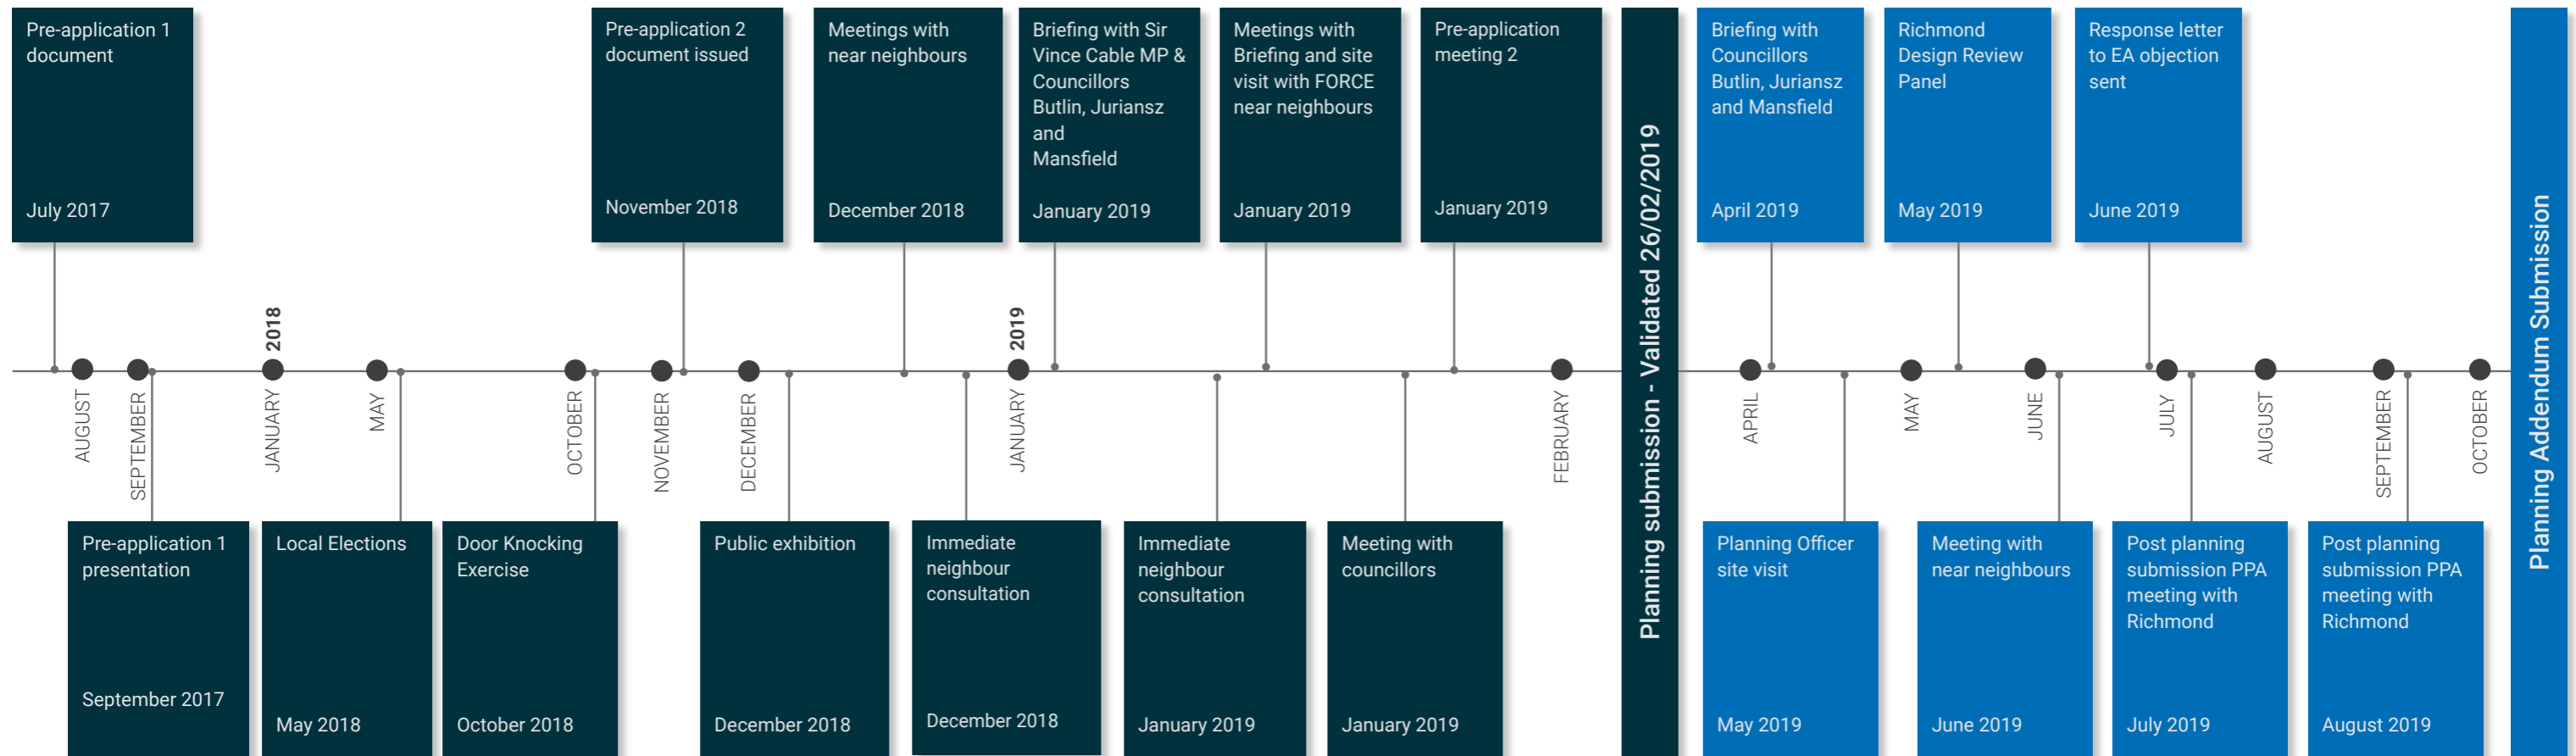 Pre-application 1
document
July 2017
Pre-application 2
document issued
November 2018
Meetings with
near neighbours
December 2018
Briefing with Sir
Vince Cable MP &
Councillors
Butlin, Juriansz
and
Mansfield
January 2019
Meetings with
Briefing and site
visit with FORCE
near neighbours
January 2019
Pre-application
meeting 2
January 2019
Planning submission - Validated 26/02/2019
Briefing with
Councillors
Butlin, Juriansz
and Mansfield
April 2019
Richmond
Design Review
Panel
May 2019
Response letter
to EA objection
sent
June 2019
Planning Addendum Submission
2018
2019
AUGUST
SEPTEMBER
JANUARY
MAY
OCTOBER
NOVEMBER
DECEMBER
JANUARY
FEBRUARY
APRIL
MAY
JUNE
JULY
AUGUST
SEPTEMBER
OCTOBER
Pre-application 1
presentation
September 2017
Local Elections
May 2018
Door Knocking
Exercise
October 2018
Public exhibition
December 2018
Immediate
neighbour
consultation
December 2018
Immediate
neighbour
consultation
January 2019
Meeting with
councillors
January 2019
Planning Officer
site visit
May 2019
Meeting with
near neighbours
June 2019
Post planning
submission PPA
meeting with
Richmond
July 2019
Post planning
submission PPA
meeting with
Richmond
August 2019